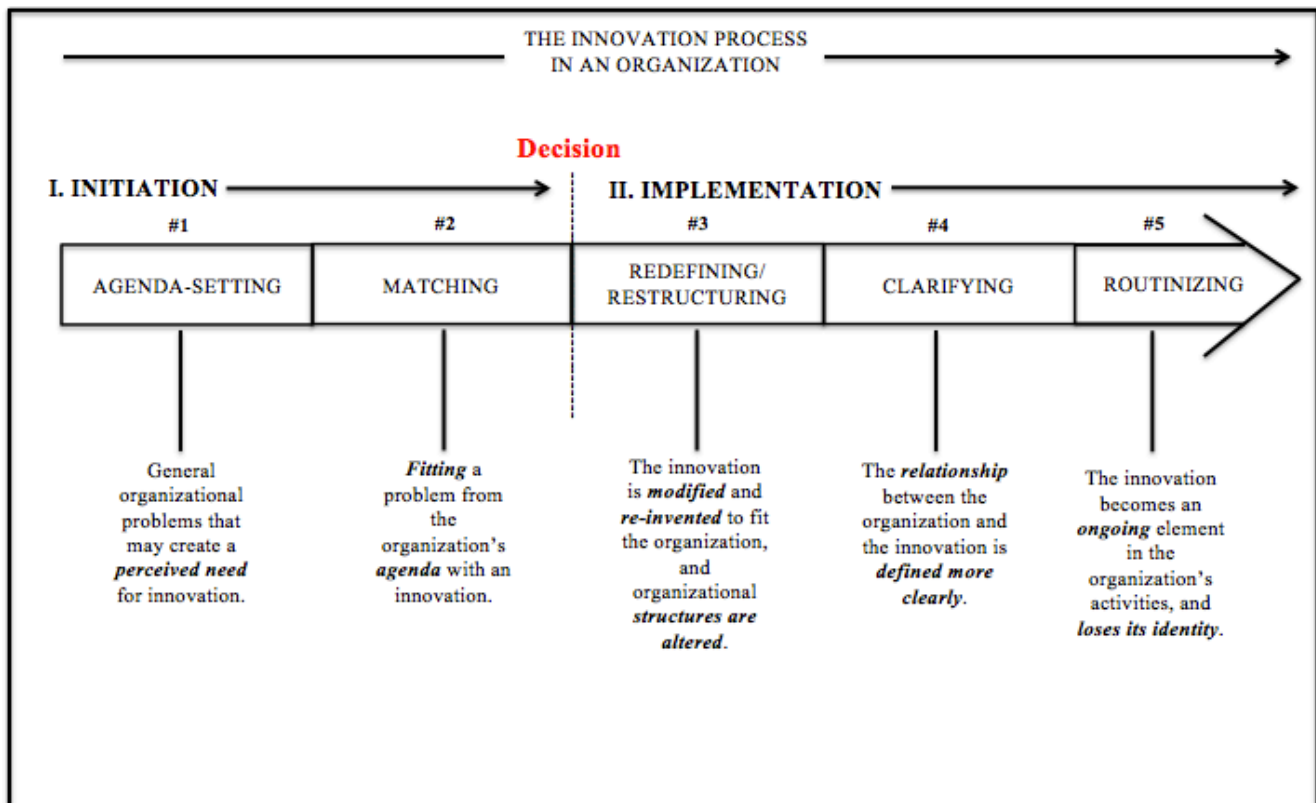 THE INNOVATION PROCESS
IN AN ORGANIZATION
Decision
I. INITIATION
II. IMPLEMENTATION
#1
#2
#3
#4
#5
AGENDA-SETTING
MATCHING
REDEFINING/
RESTRUCTURING
CLARIFYING
ROUTINIZING
General
organizational
problems that
may create a
perceived need
for innovation.
Fitting a
problem from
the
organization's
agenda with an
innovation.
The innovation
is modified and
re-invented to fit
the organization,
and
organizational
structures are
altered.
The relationship
between the
organization and
the innovation is
defined more
clearly.
The innovation
becomes an
ongoing element
in the
organization's
activities, and
loses its identity.